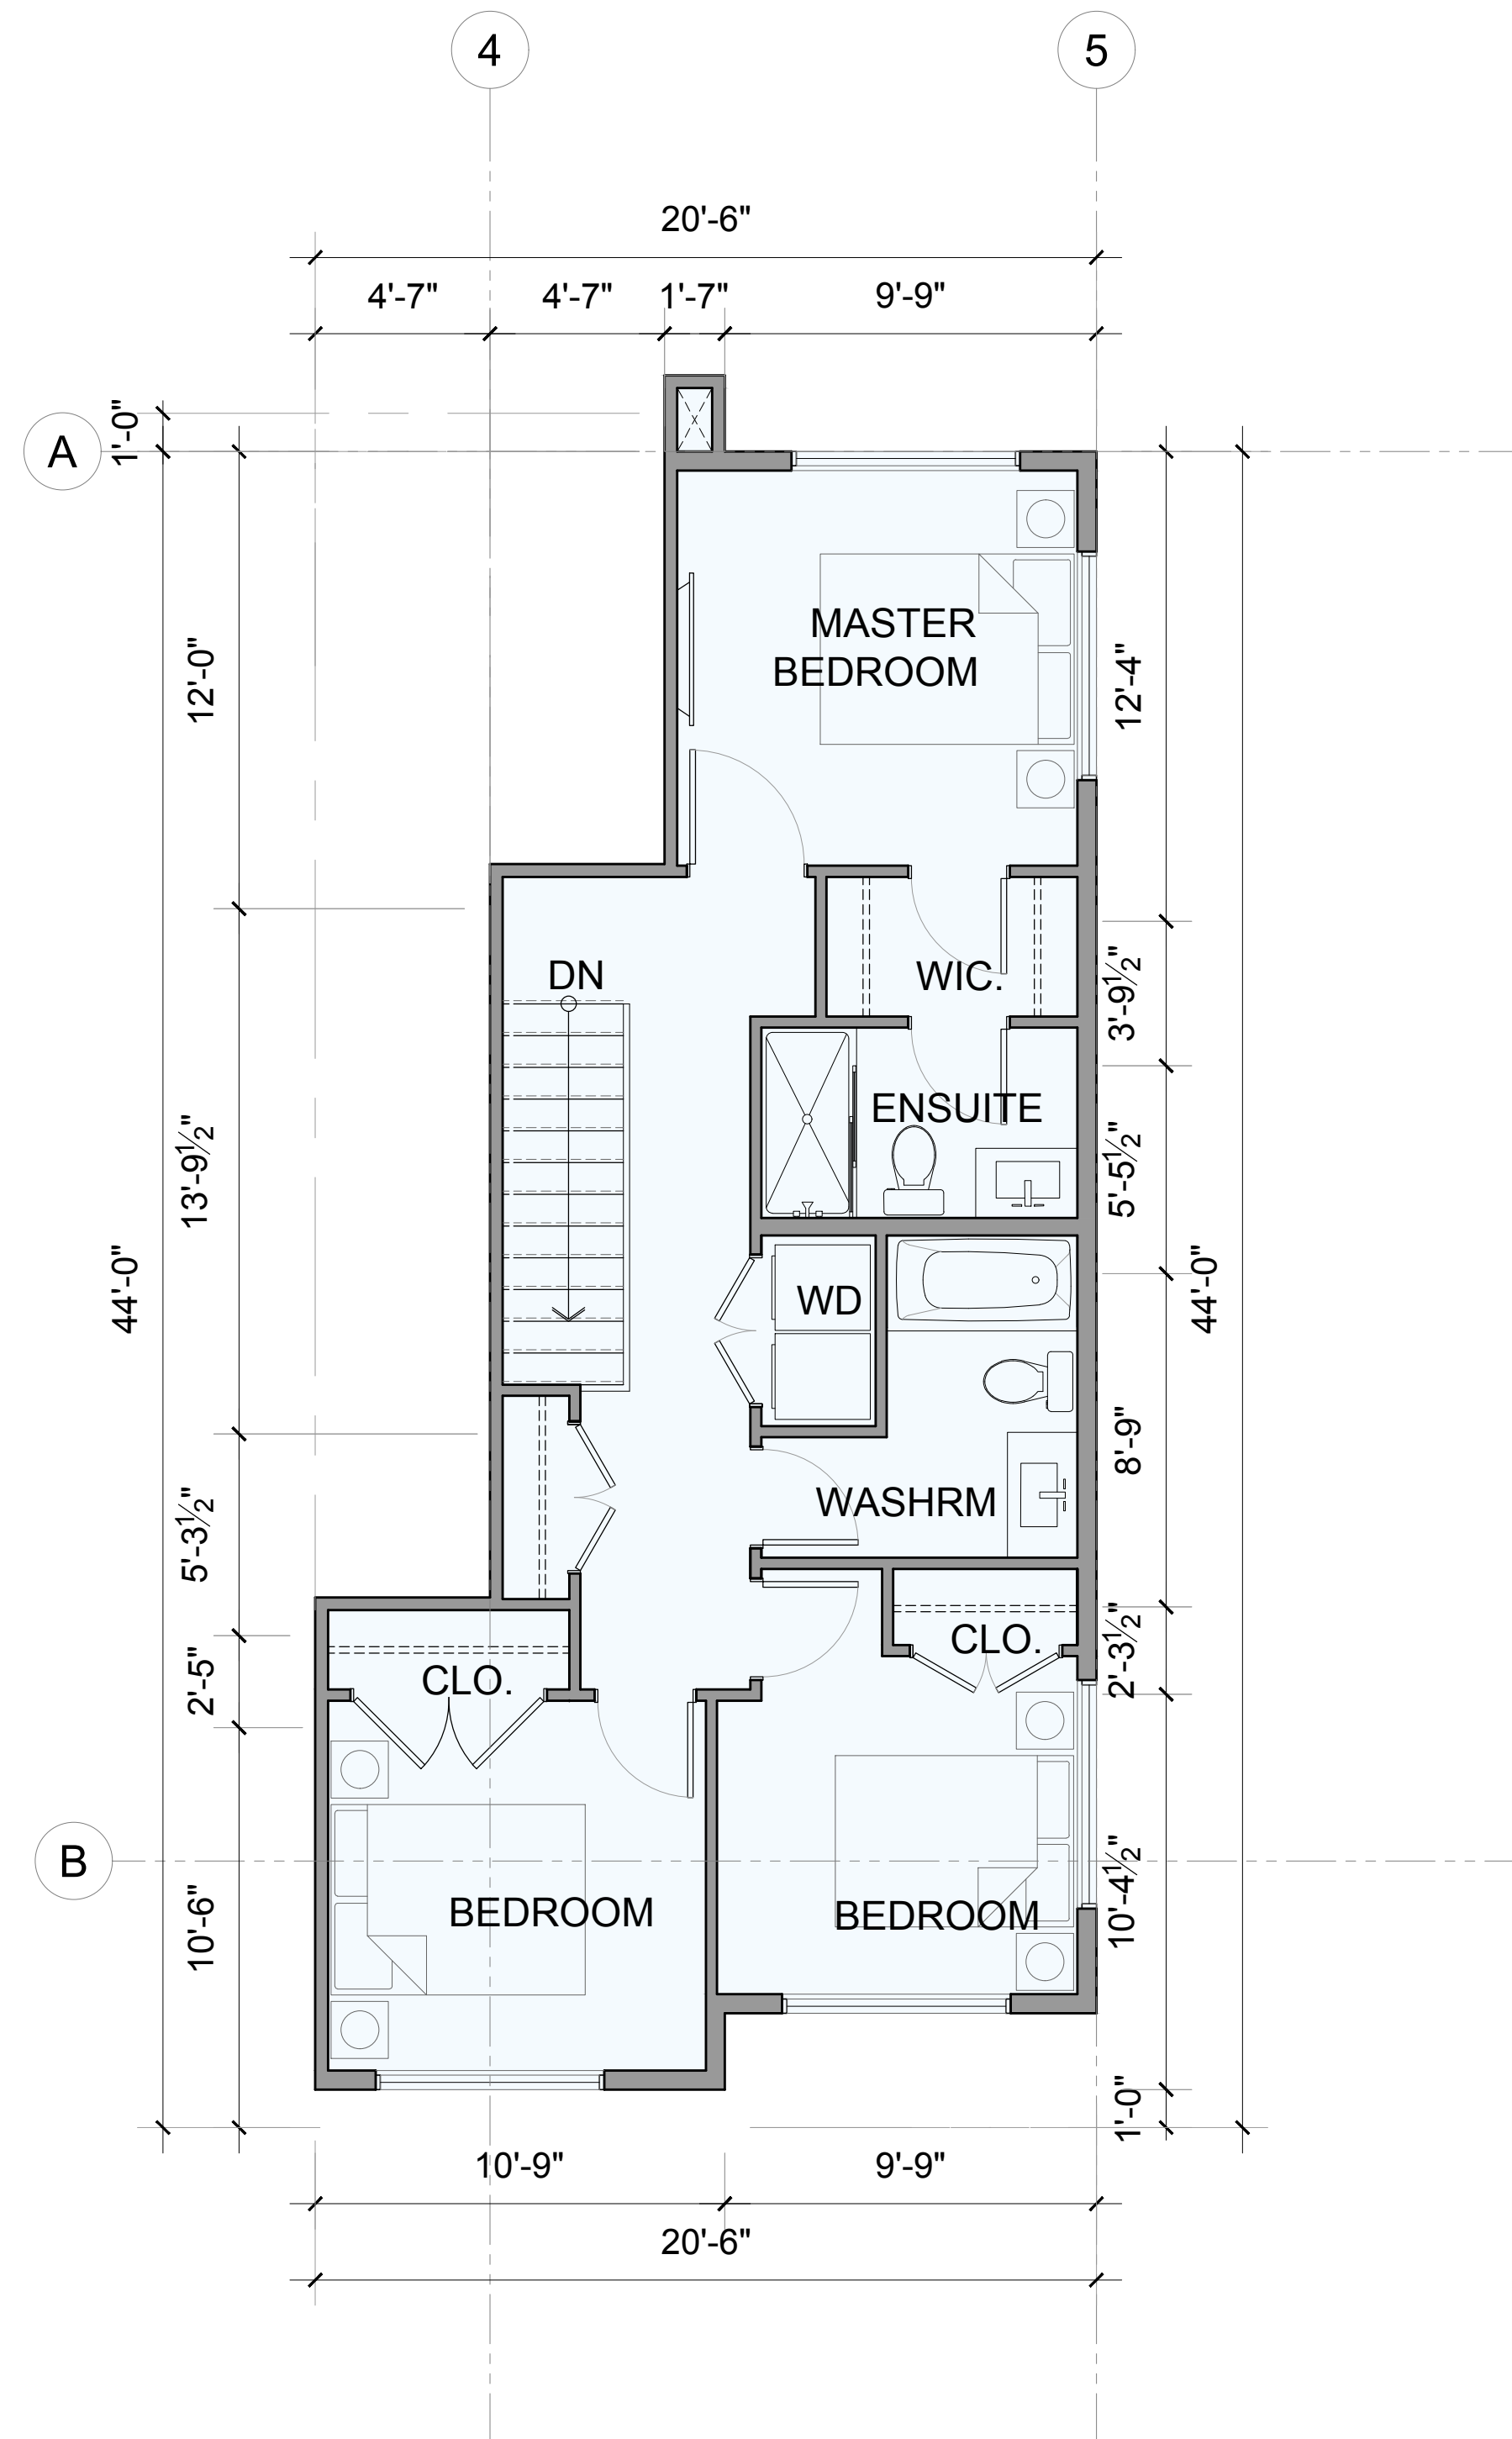 4
5
20'-6"
4'-7"
4'-7"
1'-7"
9'-9"
1'-0"
A
MASTER
BEDROOM
12'-0"
12'-4"
DN
WIC.
3'-9½"
ENSUITE
13'-9½"
5'-5½"
44'-0"
44'-0"
WD
8'-9"
WASHRM
5'-3½"
CLO.
2'-3½"
CLO.
2'-5"
B
10'-4½"
BEDROOM
BEDROOM
10'-6"
1'-0"
10'-9"
9'-9"
20'-6"